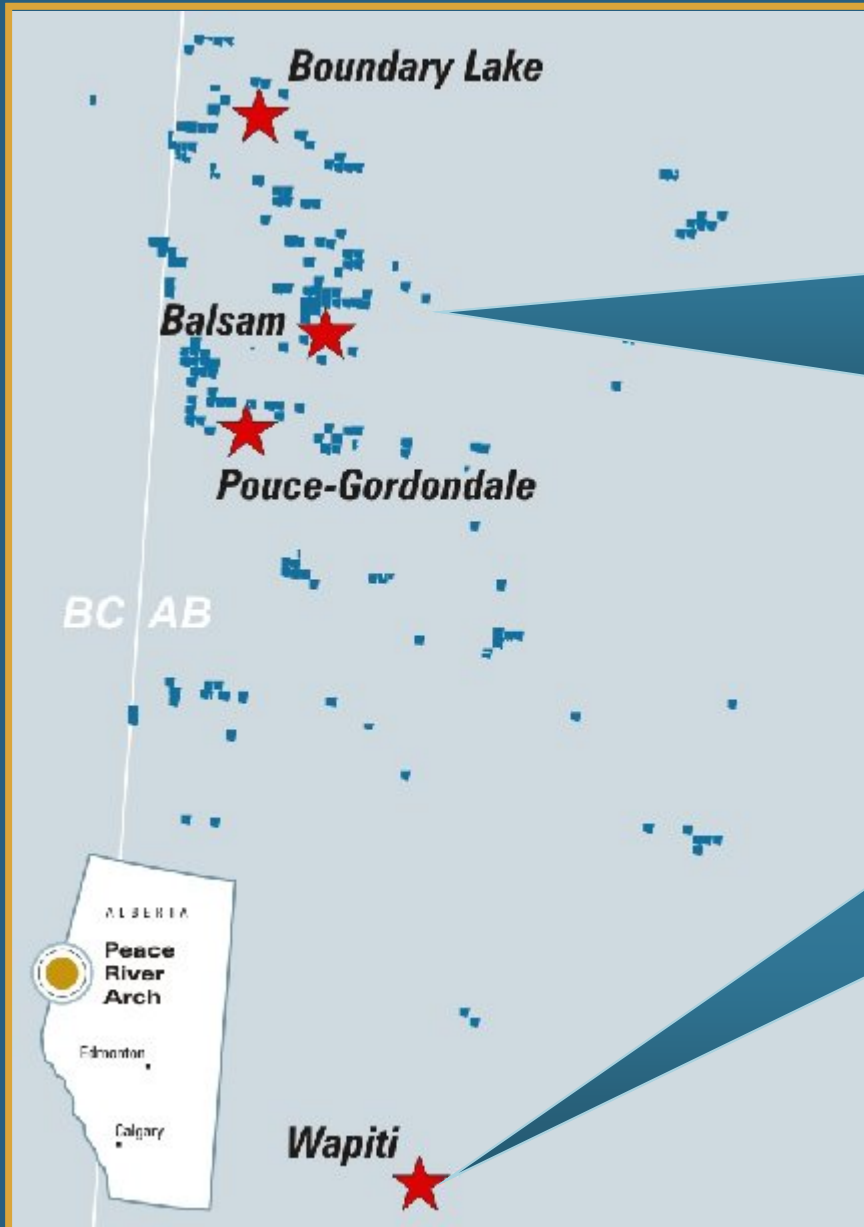 Boundary Lake
Balsam
Pouce-Gordondale
BC AB
ALBERTA
Peace
River
Arch
Edmonton
Calgary
Wapiti